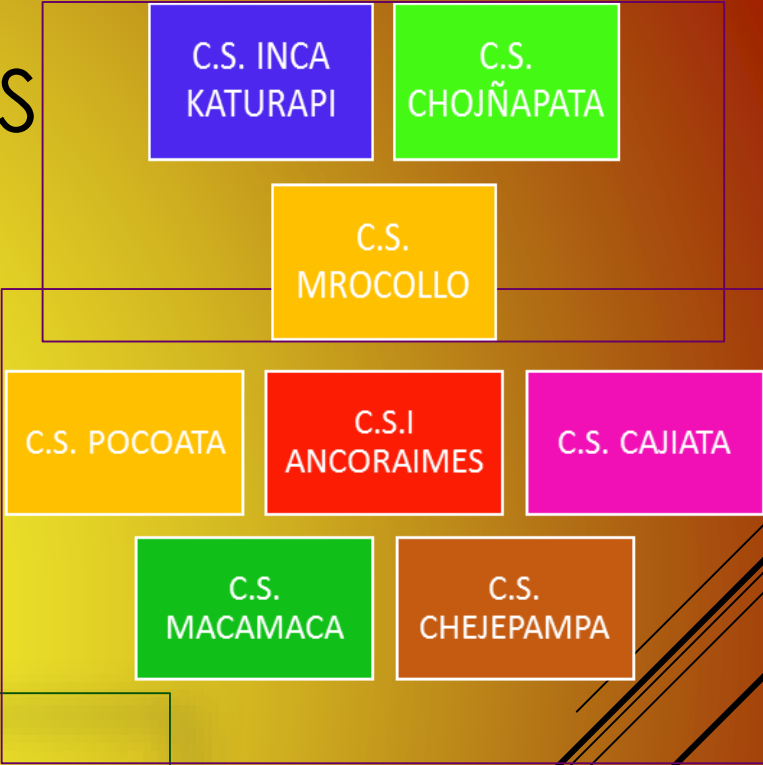 S
C.S. INCA
KATURAPI
C.S.
CHOJÑAPATA
C.S.
MROCOLLO
C.S. POCOATA
C.S.I
ANCORAIMES
C.S. CAJIATA
C.S.
MACAMACA
C.S.
CHEJEPAMPA